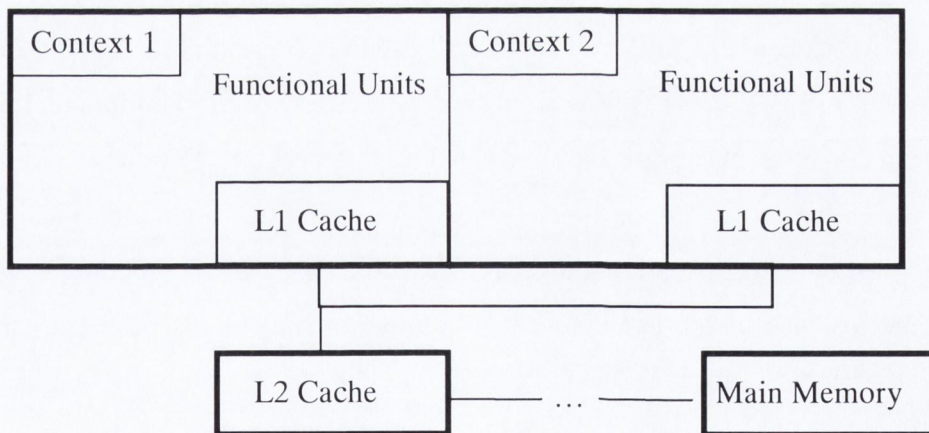 Context 1
Context 2
Functional Units
Functional Units
L1 Cache
L1 Cache
L2 Cache
...
Main Memory